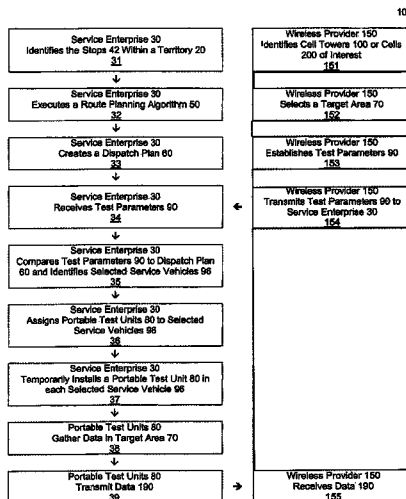 10
Service Enterprise 30
Identifies the Stops 42 Within a Territory 20
31
Service Enterprise 30
Executes a Route Planning Algorithm 50
32
Service Enterprise 30
Creates a Dispatch Plan 60
33
Service Enterprise 30
Receives Test Parameters 90
34
Service Enterprise 30
Compares Test Parameters 90 to Dispatch Plan
60 and Identifies Selected Service Vehicles 96
35
Service Enterprise 30
Assigns Portable Test Units 80 to Selected
Service Vehicles 96
36
Service Enterprise 30
Temporarily Installs a Portable Test Unit 80 in
each Selected Service Vehicle 96
37
Portable Test Units 80
Gather Data in Target Area 70
38
Portable Test Units 80
Transmit Data 190
39
Wireless Provider 150
Identifies Cell Towers 100 or Cells
200 of Interest
151
Wireless Provider 150
Selects a Target Area 70
152
Wireless Provider 150
Establishes Test Parameters 90
153
Wireless Provider 150
Transmits Test Parameters 90 to
Service Enterprise 30
154
Wireless Provider 150
Receives Data 190
155